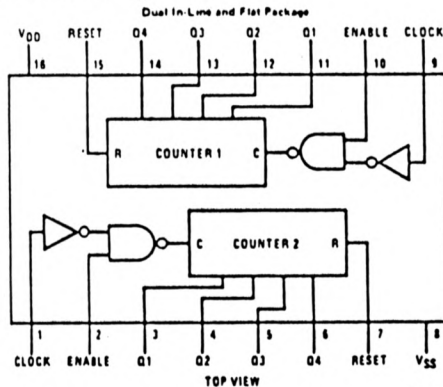 Dual In-Line and Flat Package
VDD RESET Q4 Q3 Q2 Q1 ENABLE CLOCK
16 15 14 13 12 11 10 9
R COUNTER 1 C
C COUNTER 2 R
1 2 3 4 5 6 7 8
CLOCK ENABLE Q1 Q2 Q3 Q4 RESET VSS
TOP VIEW